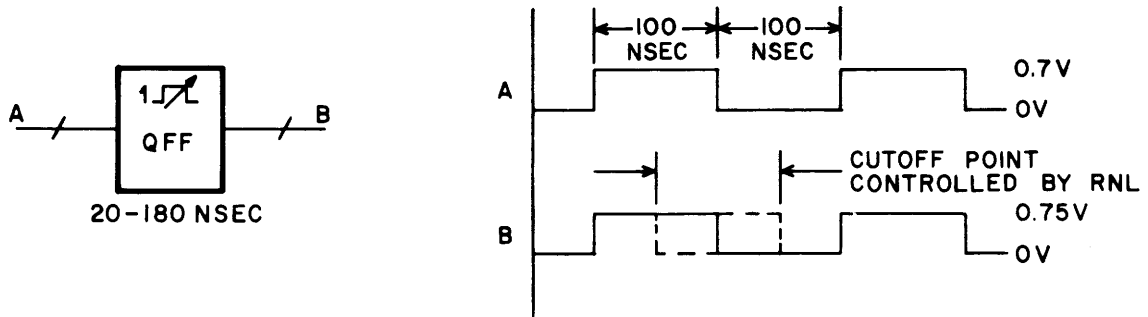 A
1
QFF
B
20-180 NSEC
100
NSEC
100
NSEC
A
0.7V
0V
CUTOFF POINT
CONTROLLED BY RNL
B
0.75V
0V